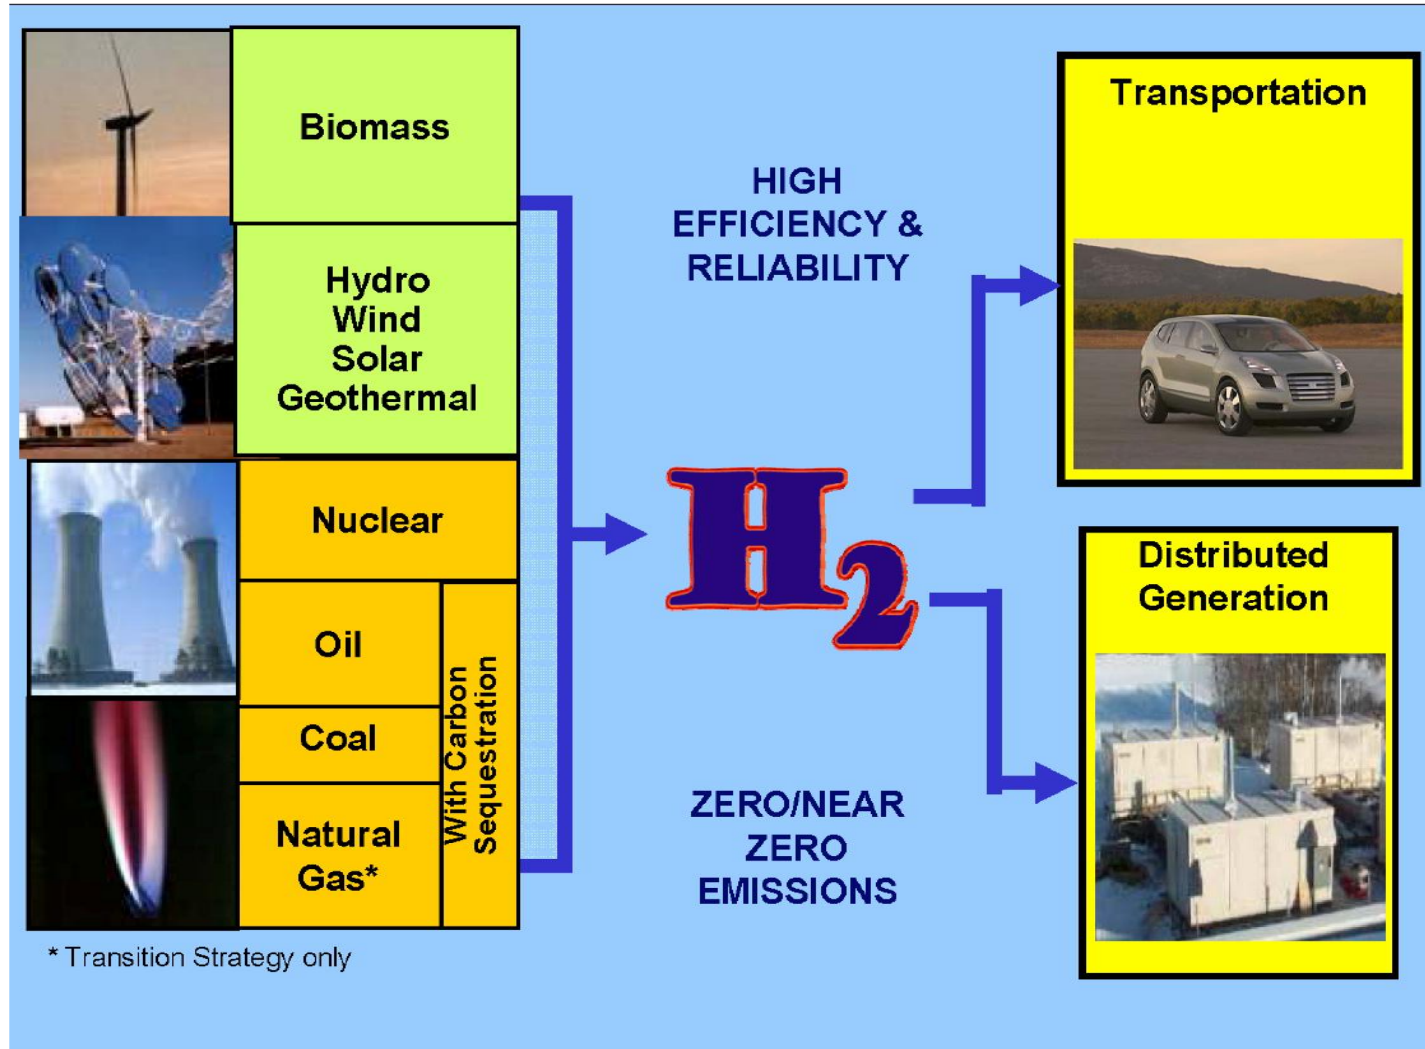 Biomass
Hydro
Wind
Solar
Geothermal
Nuclear
Oil
Coal
Natural
Gas*
With Carbon
Sequestration
* Transition Strategy only
HIGH
EFFICIENCY &
RELIABILITY
H2
ZERO/NEAR
ZERO
EMISSIONS
Transportation
Distributed
Generation